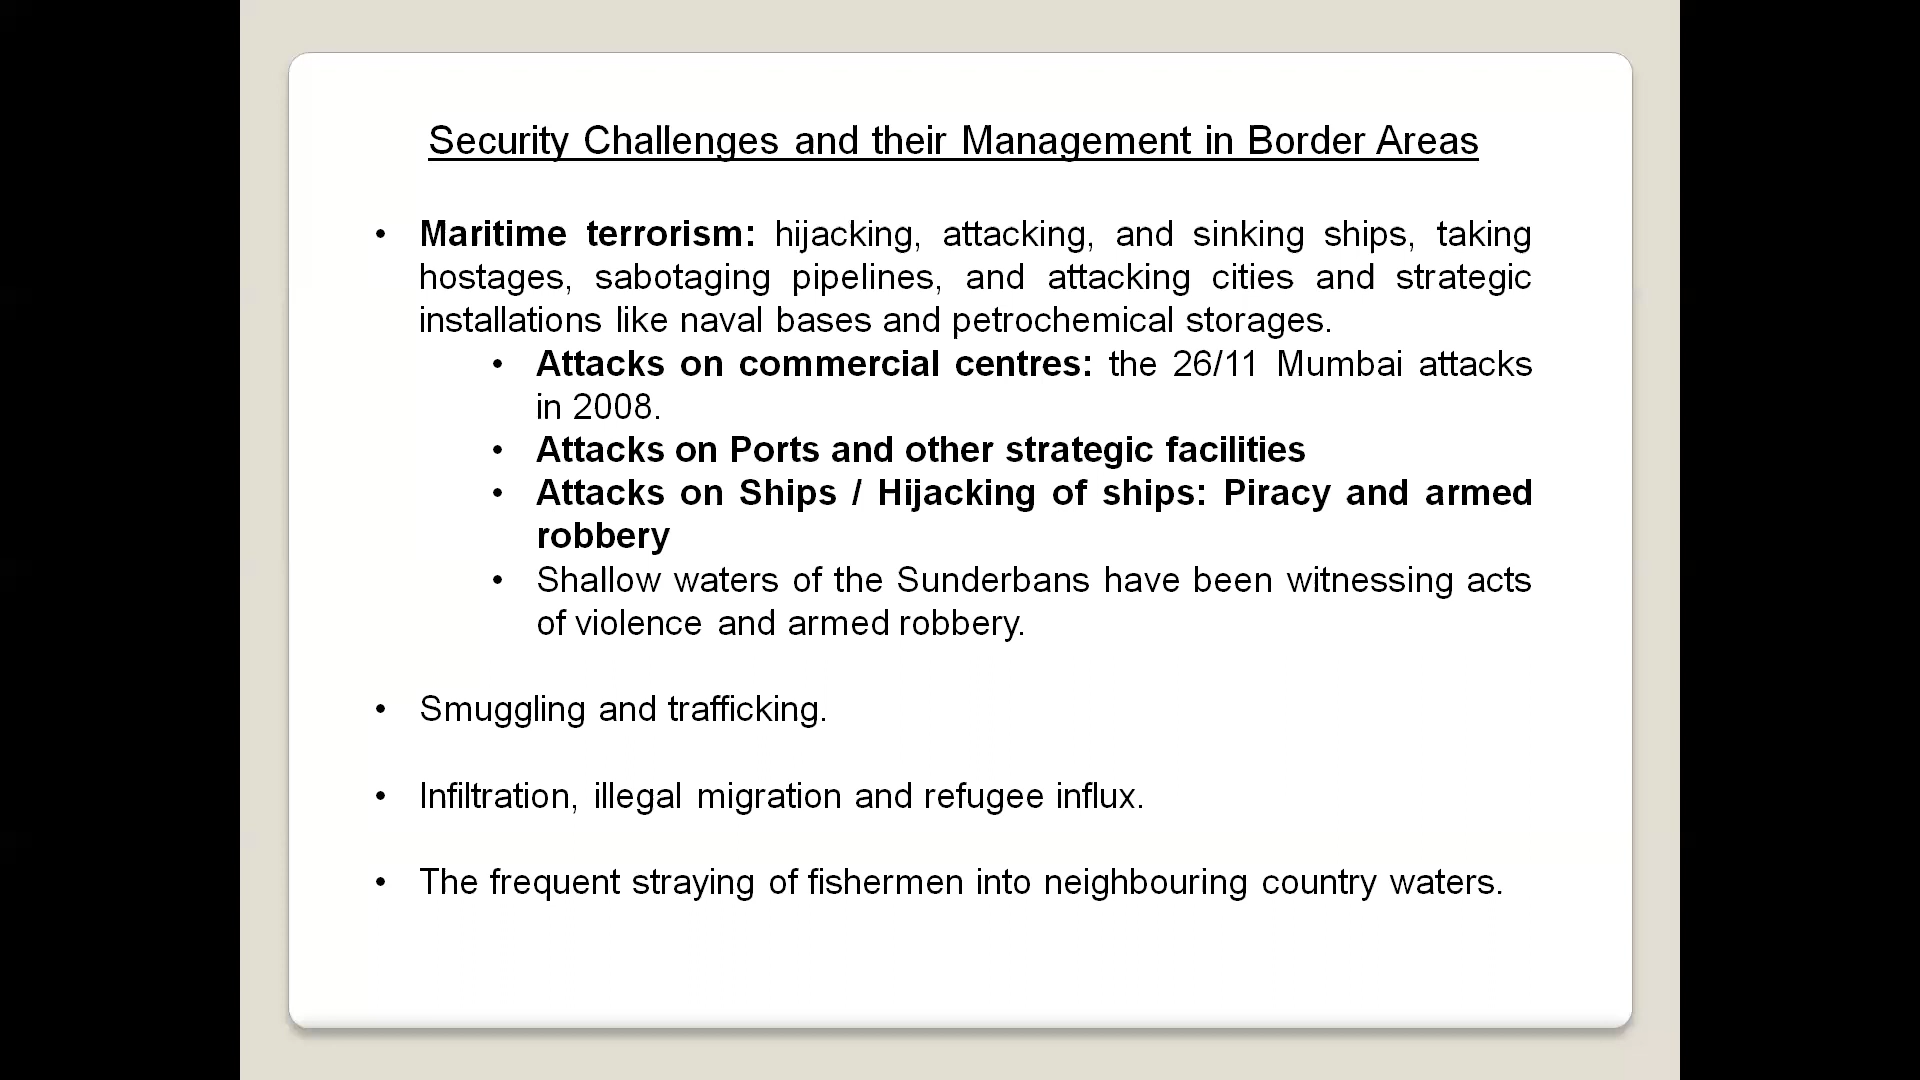 Security Challenges and their Management in Border Areas
• Maritime terrorism: hijacking, attacking, and sinking ships, taking
hostages, sabotaging pipelines, and attacking cities and strategic
installations like naval bases and petrochemical storages.
• Attacks on commercial centres: the 26/11 Mumbai attacks
in 2008.
• Attacks on Ports and other strategic facilities
• Attacks on Ships / Hijacking of ships: Piracy and armed
robbery
• Shallow waters of the Sunderbans have been witnessing acts
of violence and armed robbery.
• Smuggling and trafficking.
• Infiltration, illegal migration and refugee influx.
• The frequent straying of fishermen into neighbouring country waters.